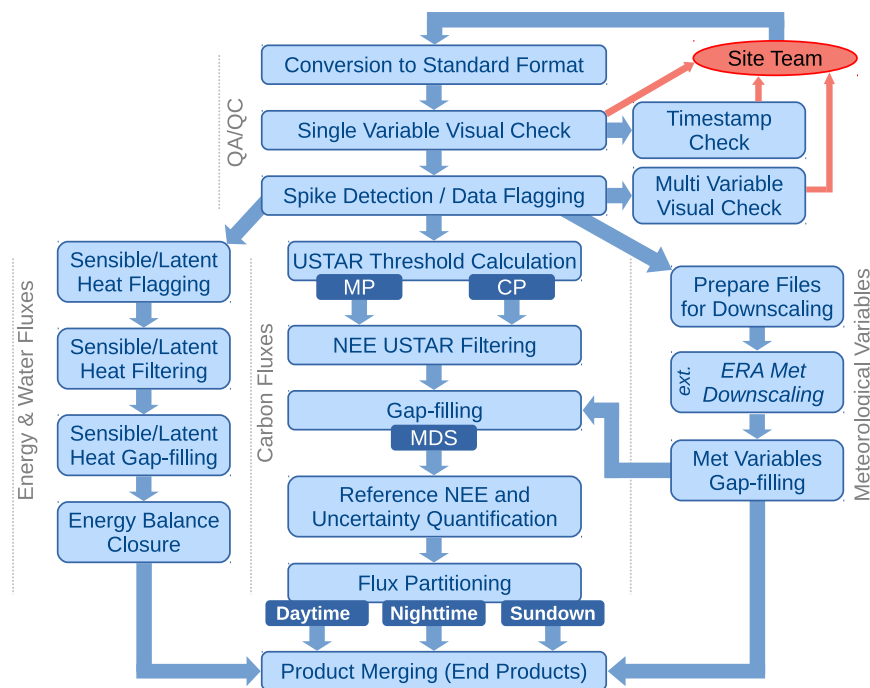 Site Team
Conversion to Standard Format
QA/QC
Single Variable Visual Check
Timestamp
Check
Spike Detection / Data Flagging
Multi Variable
Visual Check
Energy & Water Fluxes
Sensible/Latent
Heat Flagging
Sensible/Latent
Heat Filtering
Sensible/Latent
Heat Gap-filling
Energy Balance
Closure
Carbon Fluxes
USTAR Threshold Calculation
MP
CP
NEE USTAR Filtering
Gap-filling
MDS
Reference NEE and
Uncertainty Quantification
Flux Partitioning
Daytime
Nighttime
Sundown
Meteorological Variables
Prepare Files
for Downscaling
ext.
ERA Met
Downscaling
Met Variables
Gap-filling
Product Merging (End Products)